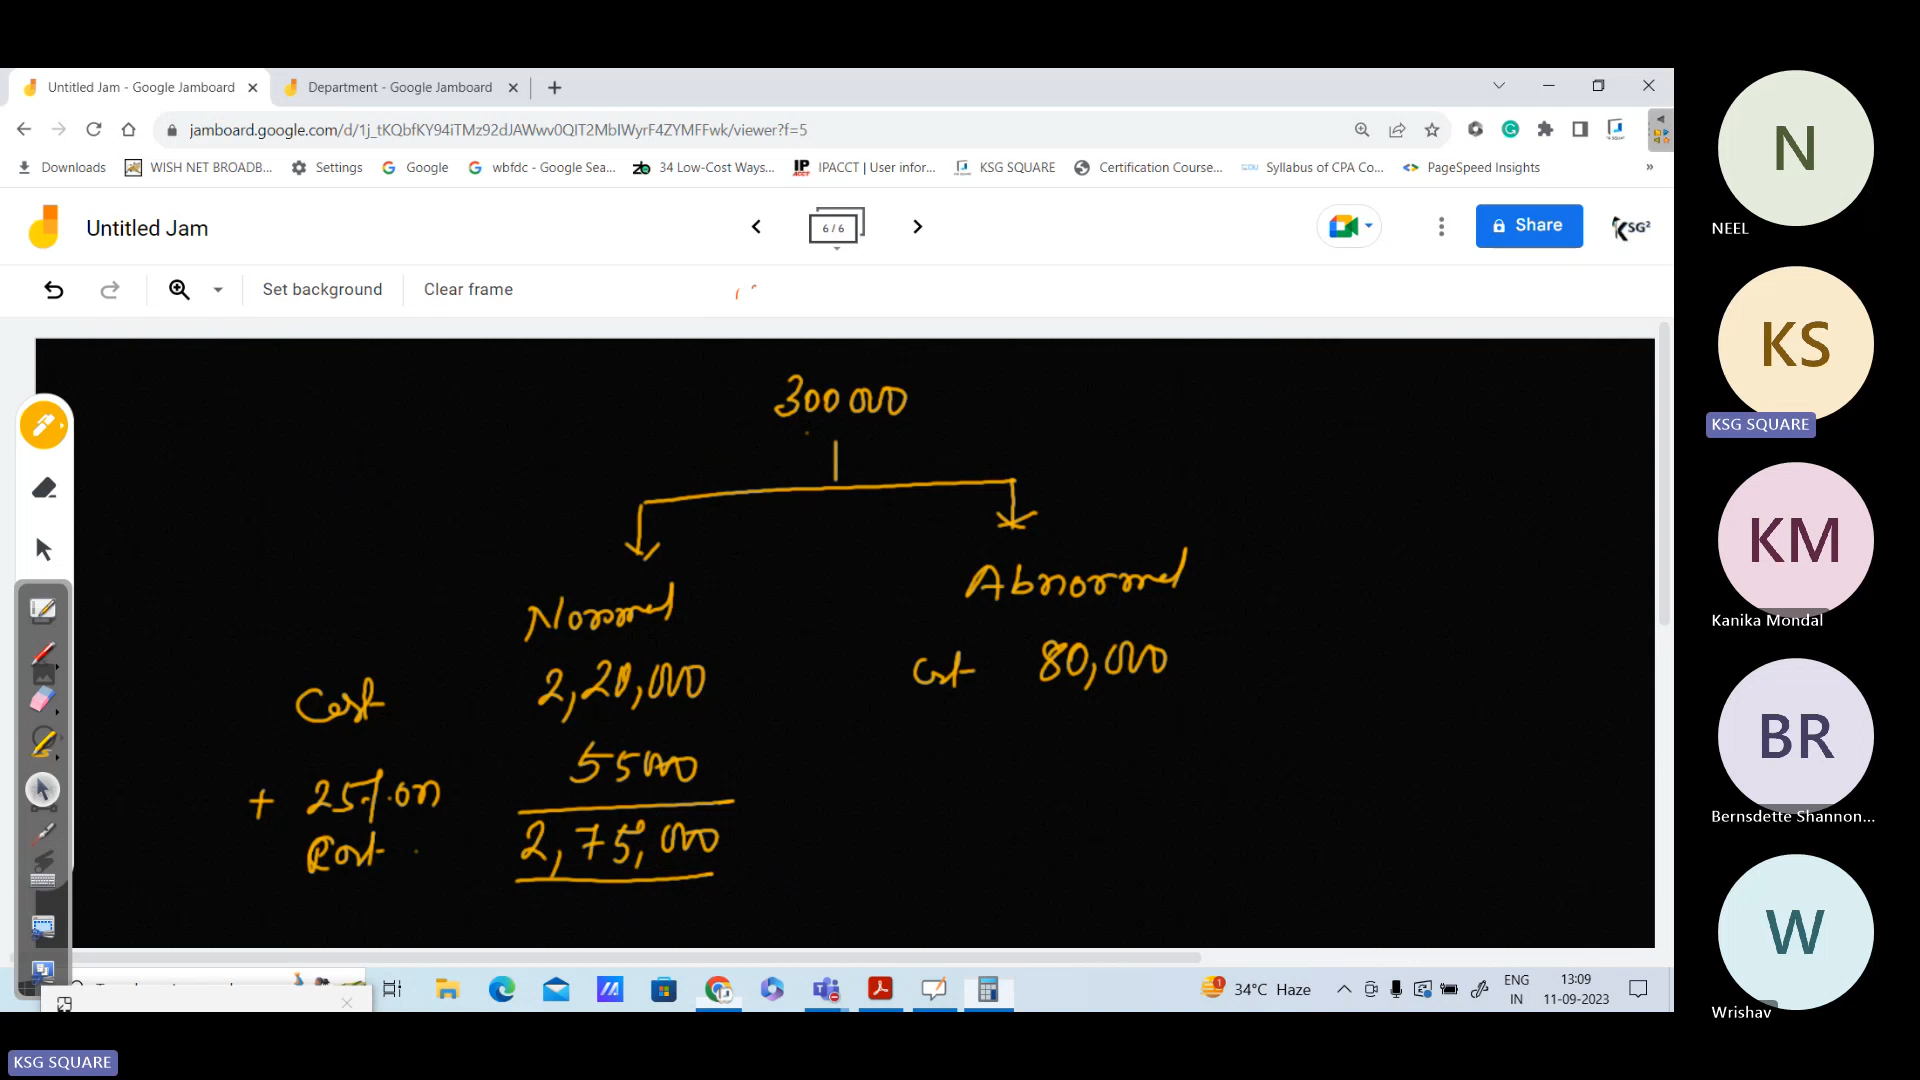 Untitled Jam - Google Jamboard
Department - Google Jamboard
jamboard.google.com/d/1j_tKQbfKY94iTMz92dJAWwv0QIT2MbIWyrF4ZYMFFwk/viewer?f=5
Downloads
WISH NET BROADB...
Settings
Google
wbfdc - Google Sea...
34 Low-Cost Ways...
IPACCT | User infor...
KSG SQUARE
Certification Course...
Syllabus of CPA Co...
PageSpeed Insights
Untitled Jam
6 / 6
Share
KSG²
Set background
Clear frame
300000
Normal
Abnormal
Cost 2,20,000
Cost 80,000
+ 25% on 55000
Cost 2,75,000
34°C Haze
ENG
IN
13:09
11-09-2023
N
NEEL
KS
KSG SQUARE
KM
Kanika Mondal
BR
Bernsdette Shannon...
W
Wrishav
KSG SQUARE